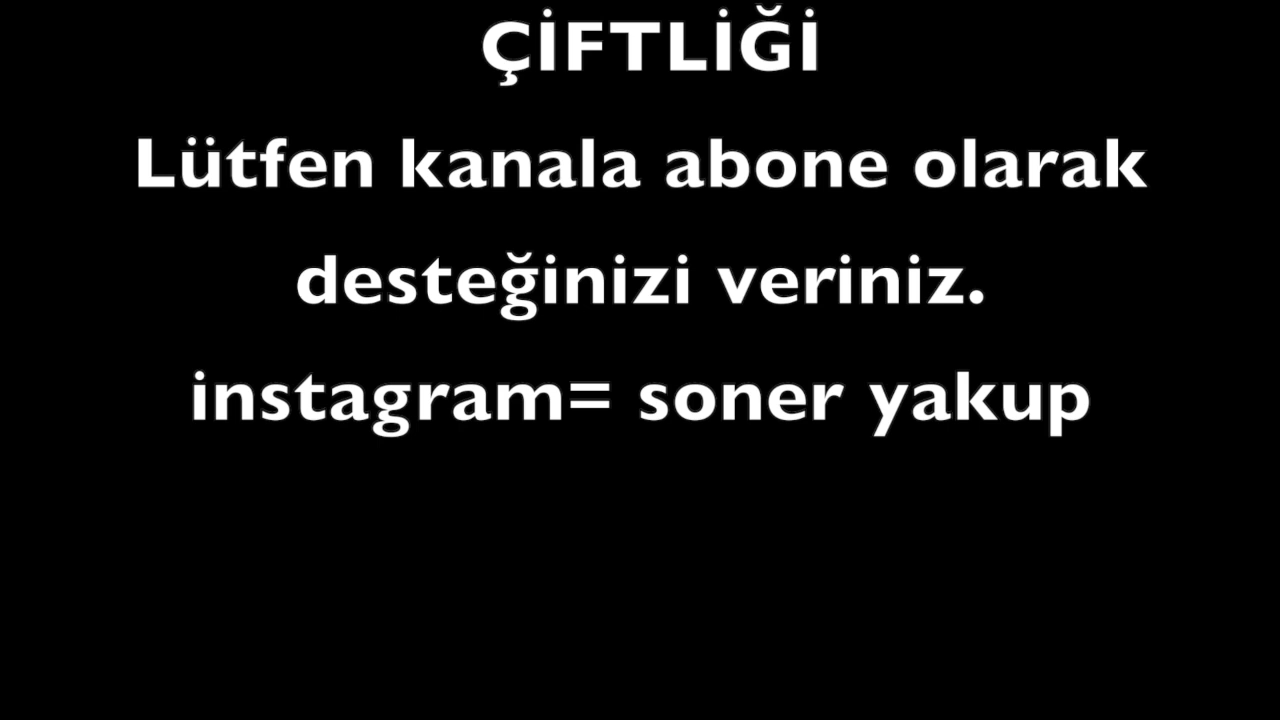 ÇİFTLİĞİ
Lütfen kanala abone olarak
desteğinizi veriniz.
instagram= soner yakup